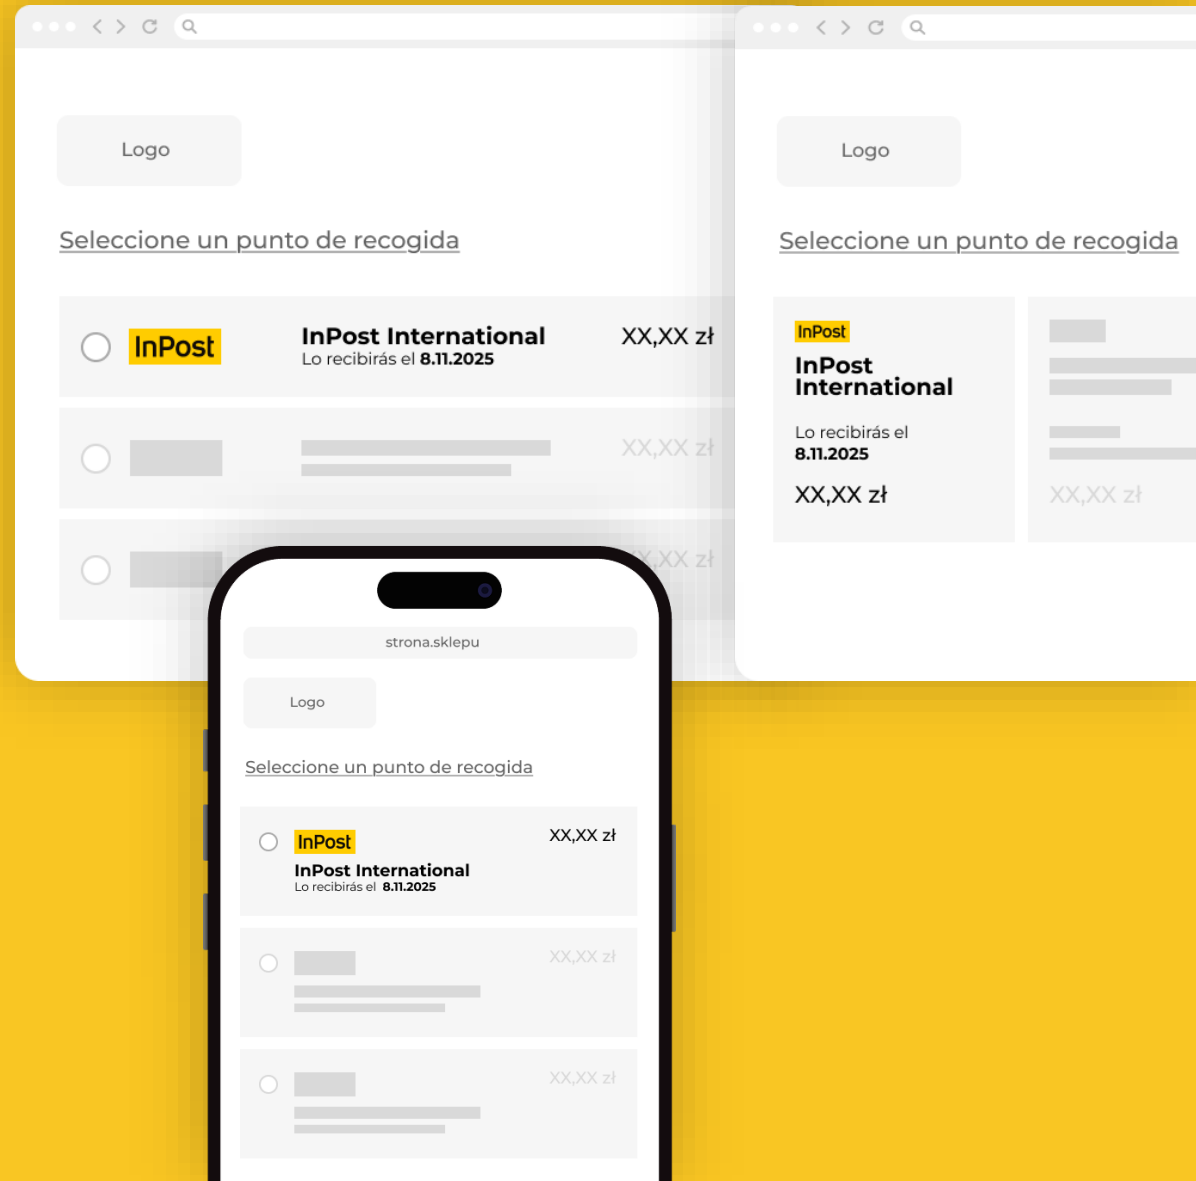 Logo
Seleccione un punto de recogida
InPost
InPost International
XX,XX zł
Lo recibirás el 8.11.2025
XX,XX zł
XX,XX zł
Logo
Seleccione un punto de recogida
InPost
InPost
International
Lo recibirás el
8.11.2025
XX,XX zł
XX,XX zł
strona.sklepu
Logo
Seleccione un punto de recogida
InPost
XX,XX zł
InPost International
Lo recibirás el 8.11.2025
XX,XX zł
XX,XX zł